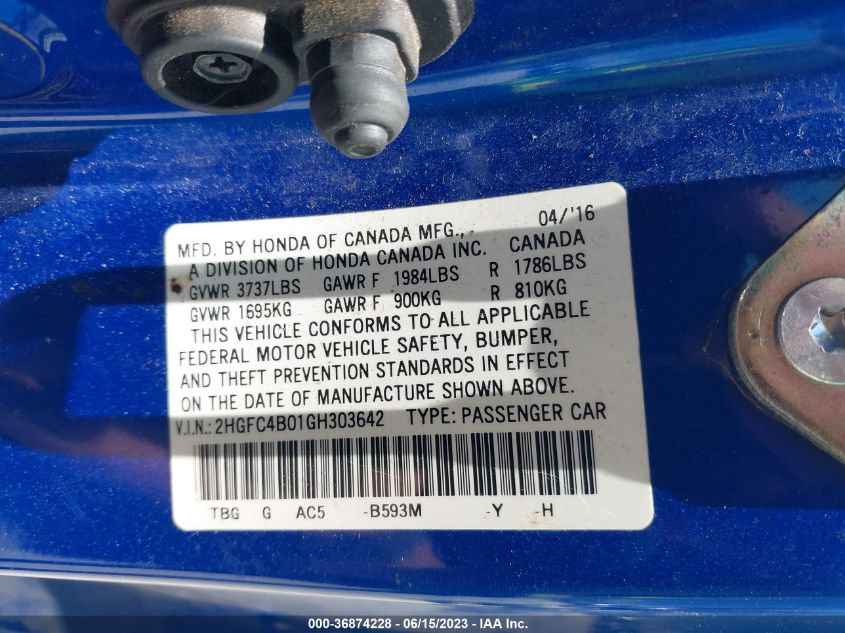 MFD. BY HONDA OF CANADA MFG., 04/'16
A DIVISION OF HONDA CANADA INC. CANADA
GVWR 3737LBS GAWR F 1984LBS R 1786LBS
GVWR 1695KG GAWR F 900KG R 810KG
THIS VEHICLE CONFORMS TO ALL APPLICABLE
FEDERAL MOTOR VEHICLE SAFETY, BUMPER,
AND THEFT PREVENTION STANDARDS IN EFFECT
ON THE DATE OF MANUFACTURE SHOWN ABOVE.
V.I.N.: 2HGFC4B01GH303642 TYPE: PASSENGER CAR
TBG G AC5 -B593M -Y -H
000-36874228 - 06/15/2023 - IAA Inc.